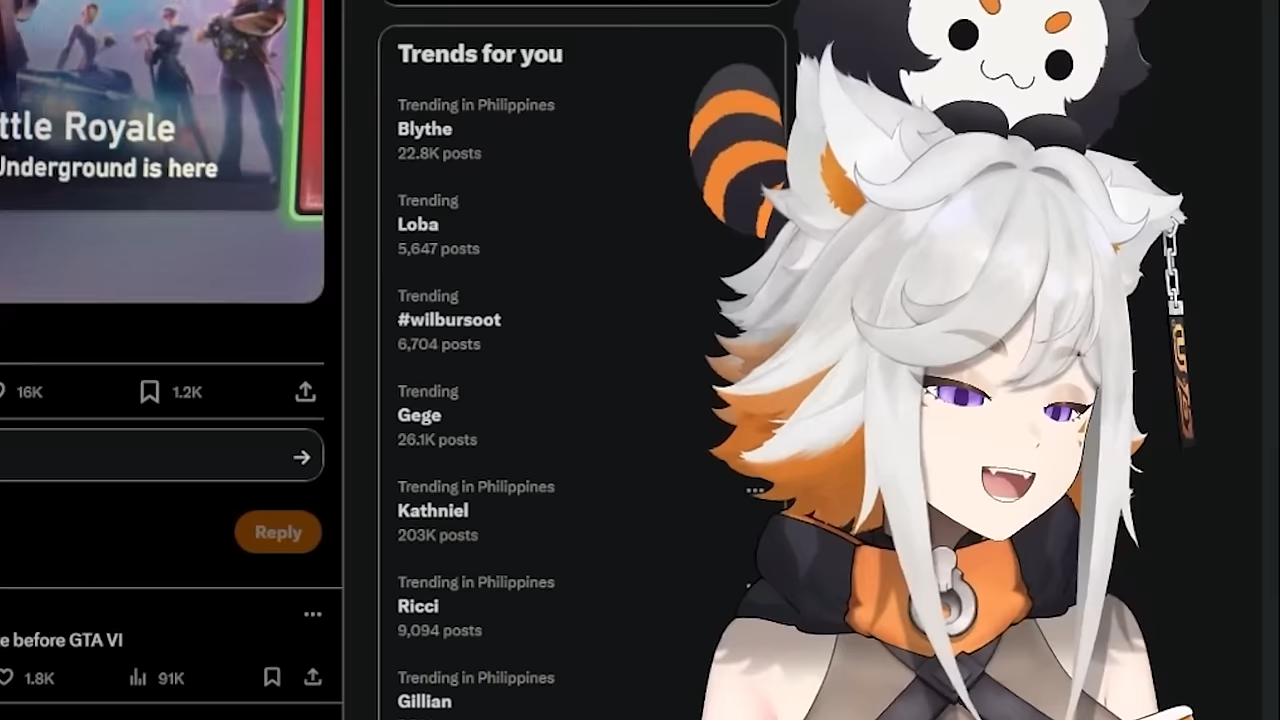 ttle Royale
Underground is here
16K
1.2K
Reply
e before GTA VI
1.8K
91K
Trends for you
Trending in Philippines
Blythe
22.8K posts
Trending
Loba
5,647 posts
Trending
#wilbursoot
6,704 posts
Trending
Gege
26.1K posts
Trending in Philippines
Kathniel
203K posts
Trending in Philippines
Ricci
9,094 posts
Trending in Philippines
Gillian